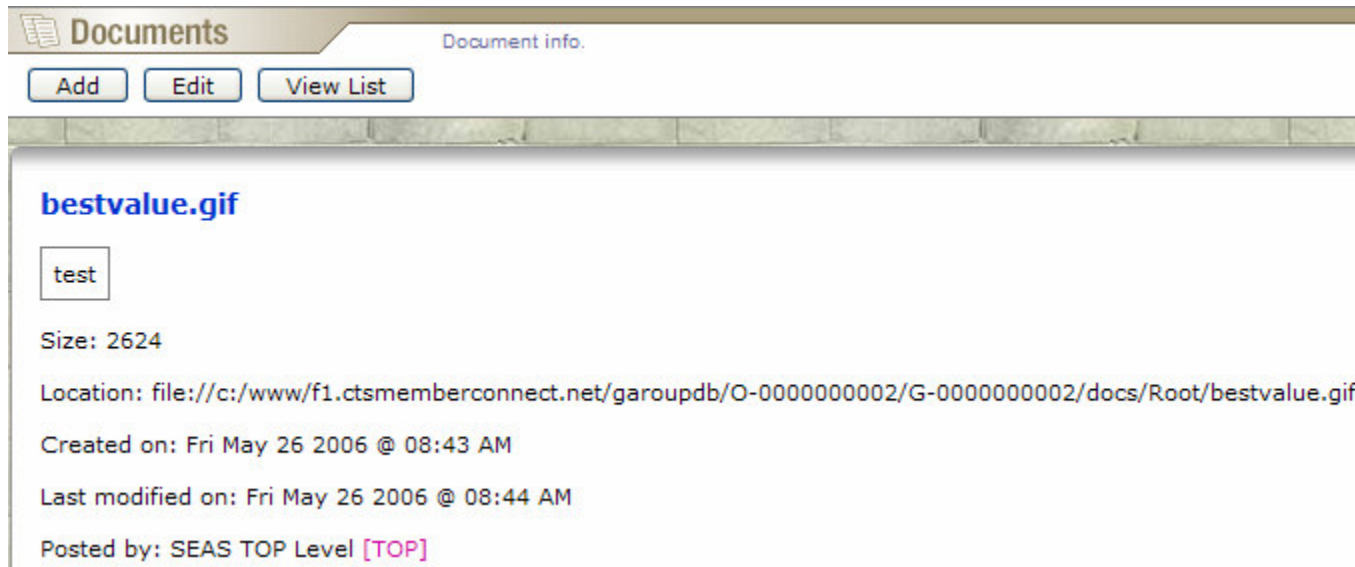 Documents
Document info.
Add Edit View List
bestvalue.gif
test
Size: 2624
Location: file://c:/www/f1.ctsmemberconnect.net/garoupdb/O-0000000002/G-0000000002/docs/Root/bestvalue.gif
Created on: Fri May 26 2006 @ 08:43 AM
Last modified on: Fri May 26 2006 @ 08:44 AM
Posted by: SEAS TOP Level [TOP]